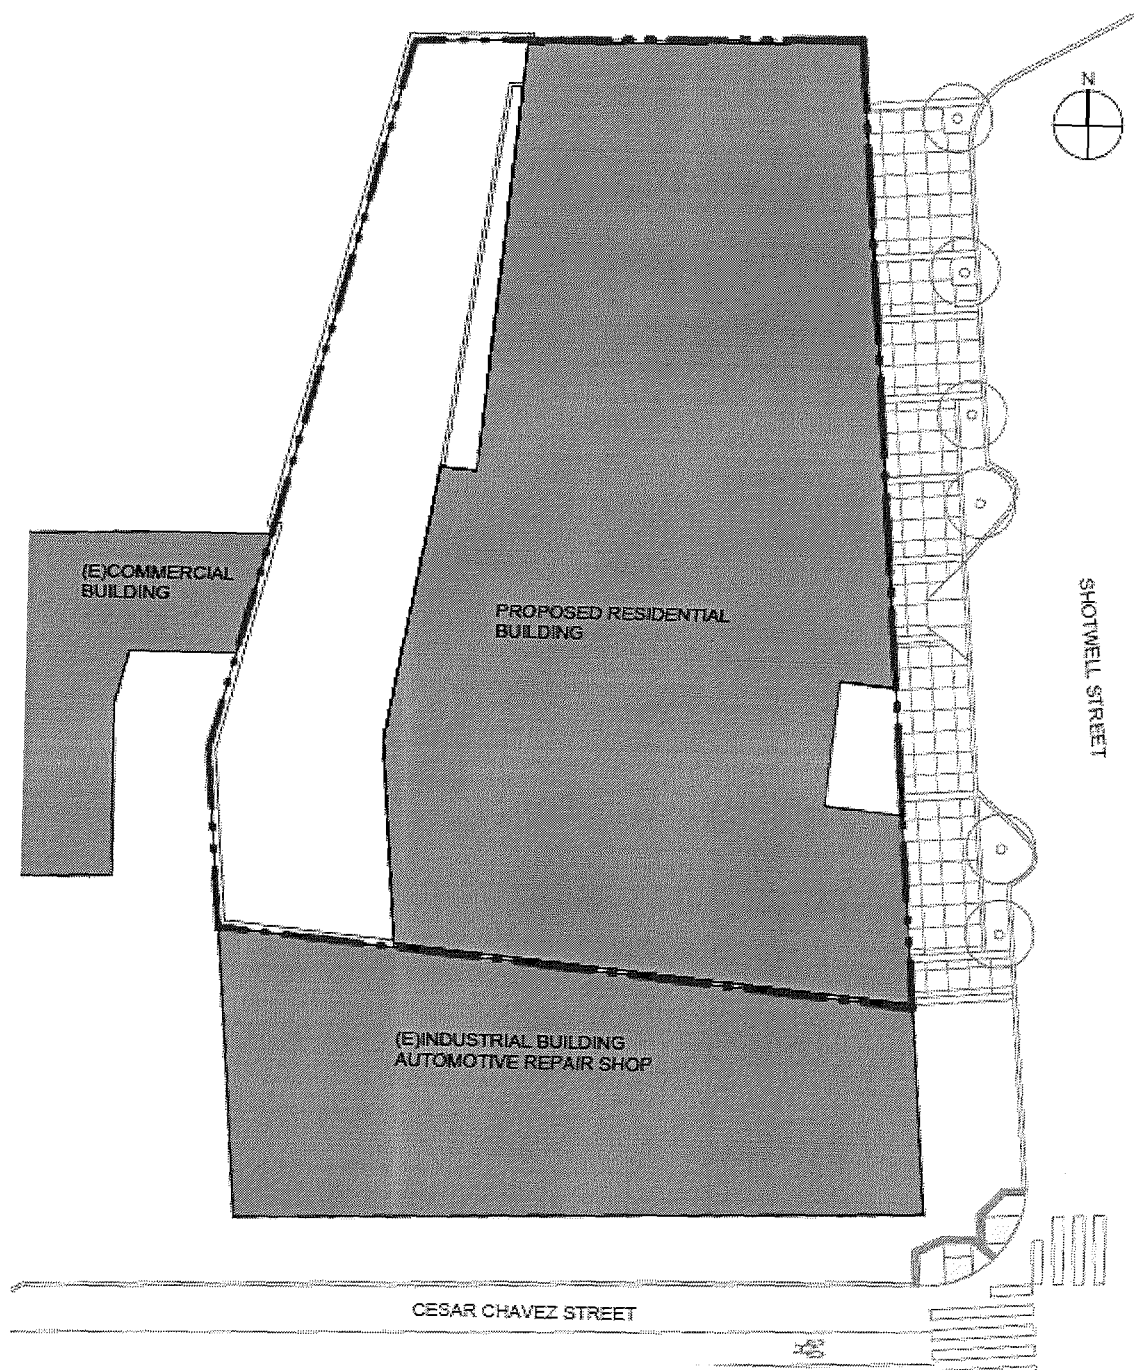 N
(E)COMMERCIAL
BUILDING
PROPOSED RESIDENTIAL
BUILDING
SHOTWELL STREET
(E)INDUSTRIAL BUILDING
AUTOMOTIVE REPAIR SHOP
CESAR CHAVEZ STREET